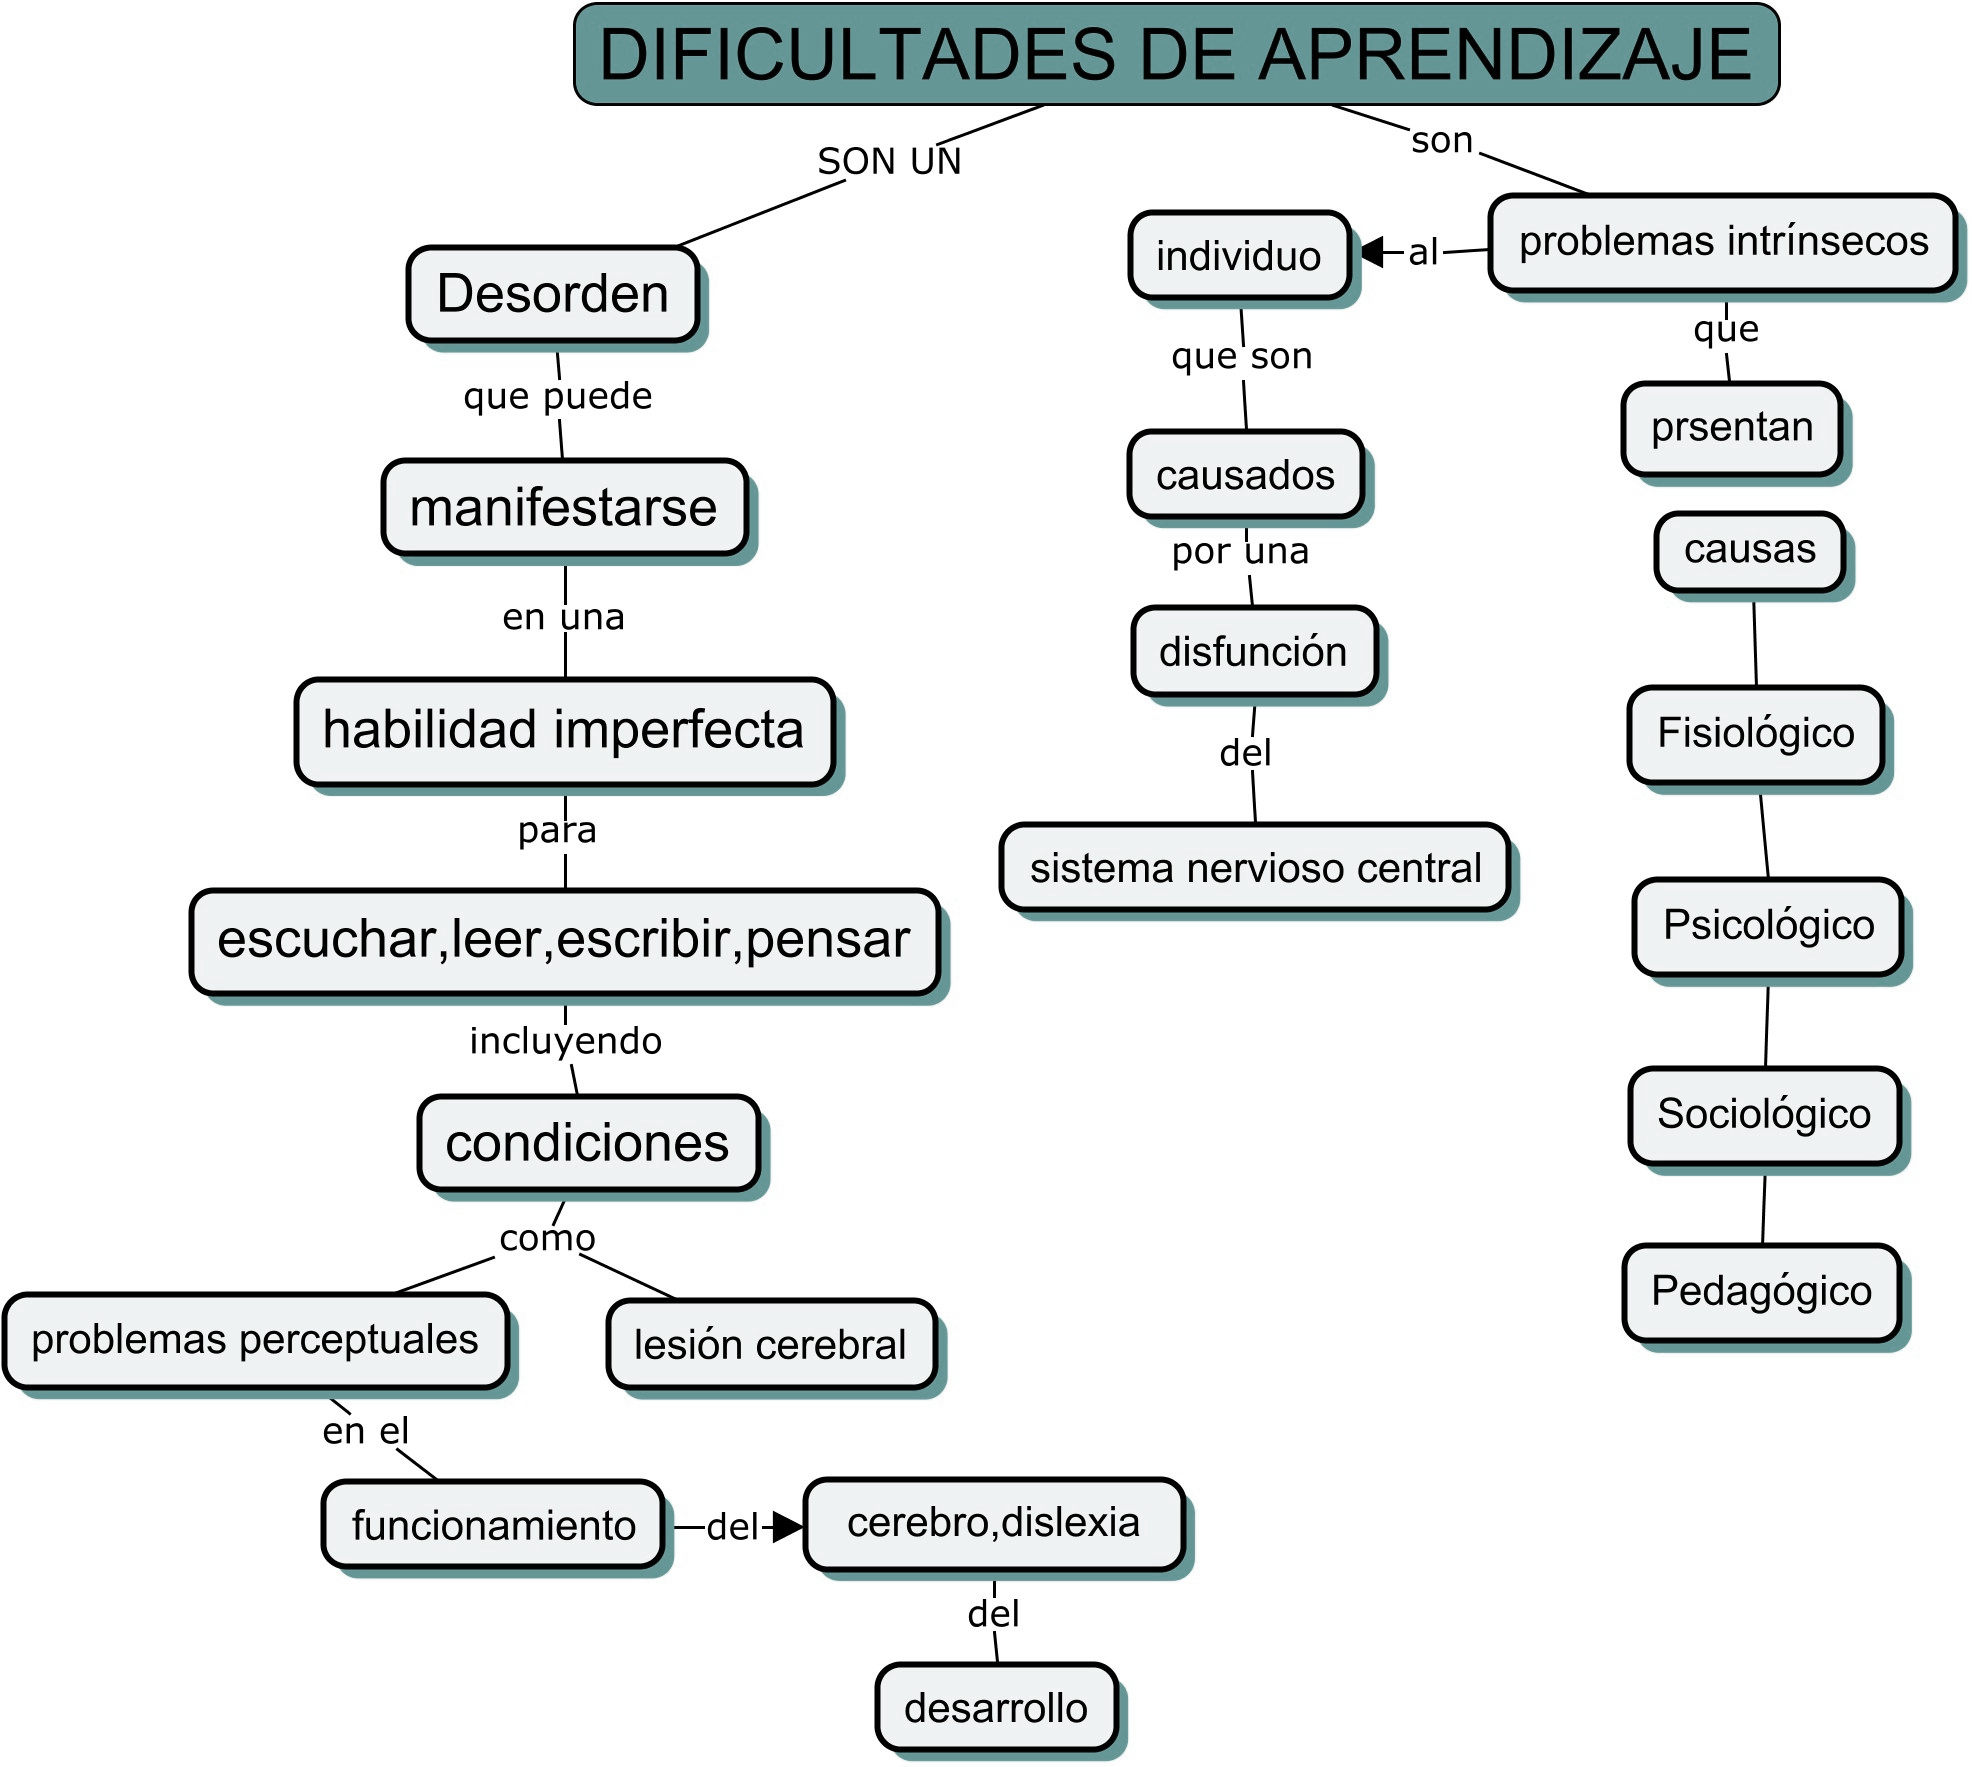 DIFICULTADES DE APRENDIZAJE
SON UN
Desorden
que puede
manifestarse
en una
habilidad imperfecta
para
escuchar,leer,escribir,pensar
incluyendo
condiciones
como
problemas perceptuales
lesión cerebral
en el
funcionamiento
del
cerebro,dislexia
del
desarrollo
son
problemas intrínsecos
al
individuo
que son
causados
por una
disfunción
del
sistema nervioso central
que
prsentan
causas
Fisiológico
Psicológico
Sociológico
Pedagógico